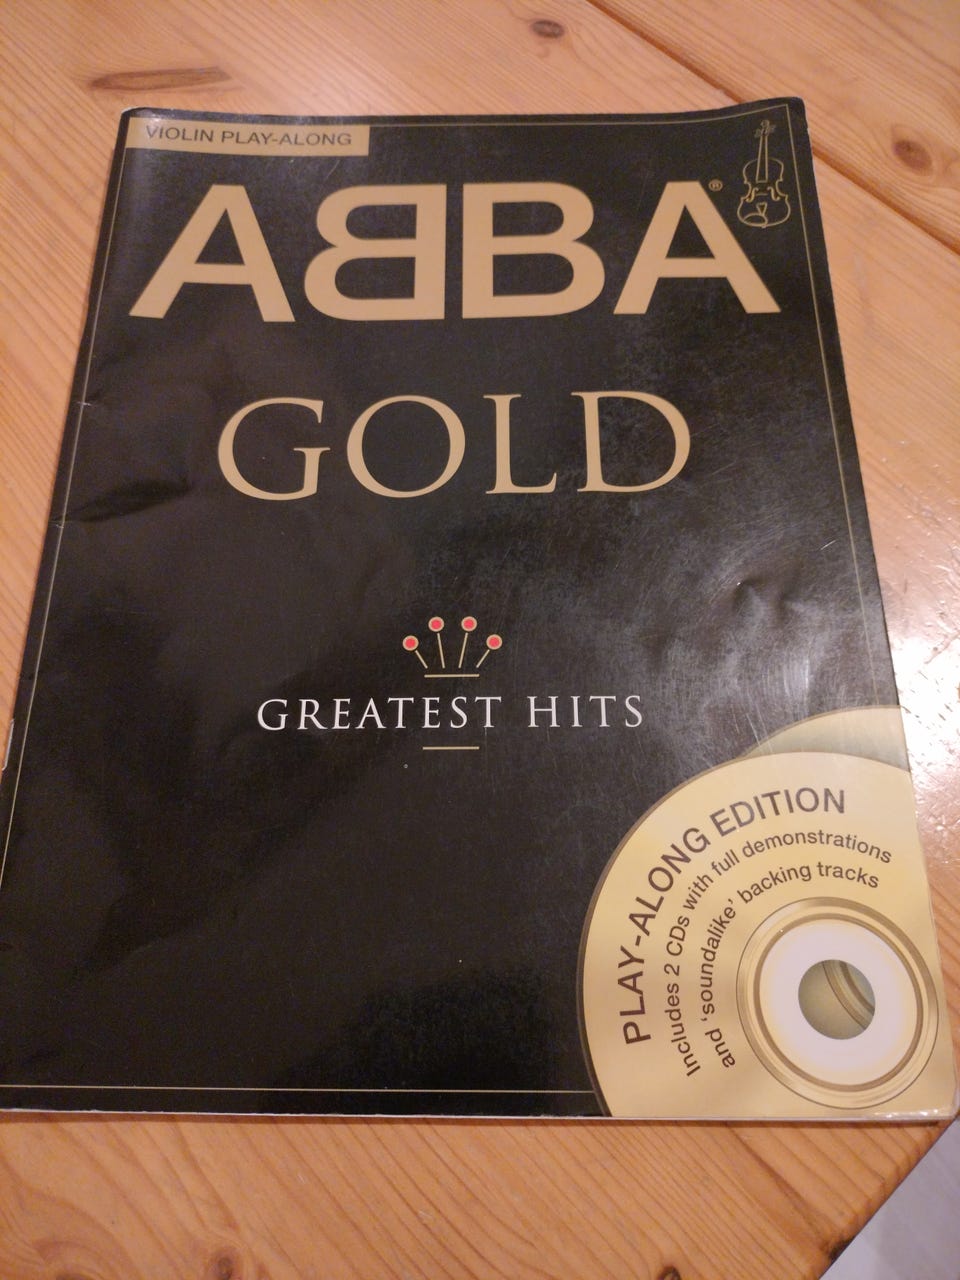 VIOLIN PLAY-ALONG
ABBA®
GOLD
GREATEST HITS
PLAY-ALONG EDITION
Includes 2 CDs with full demonstrations
and ‘soundalike’ backing tracks